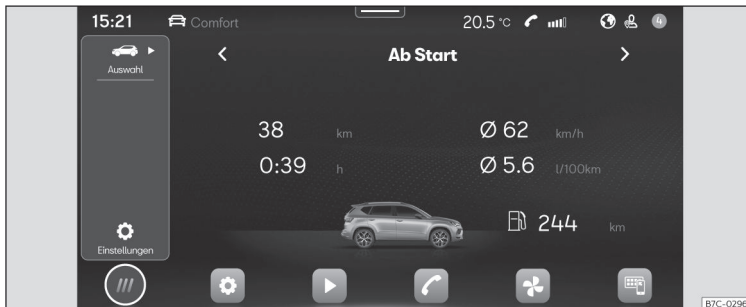 15:21 Comfort 20.5 °C 4
Auswahl
Ab Start
38 km Ø 62 km/h
0:39 h Ø 5.6 l/100km
244 km
Einstellungen
B7C-0296